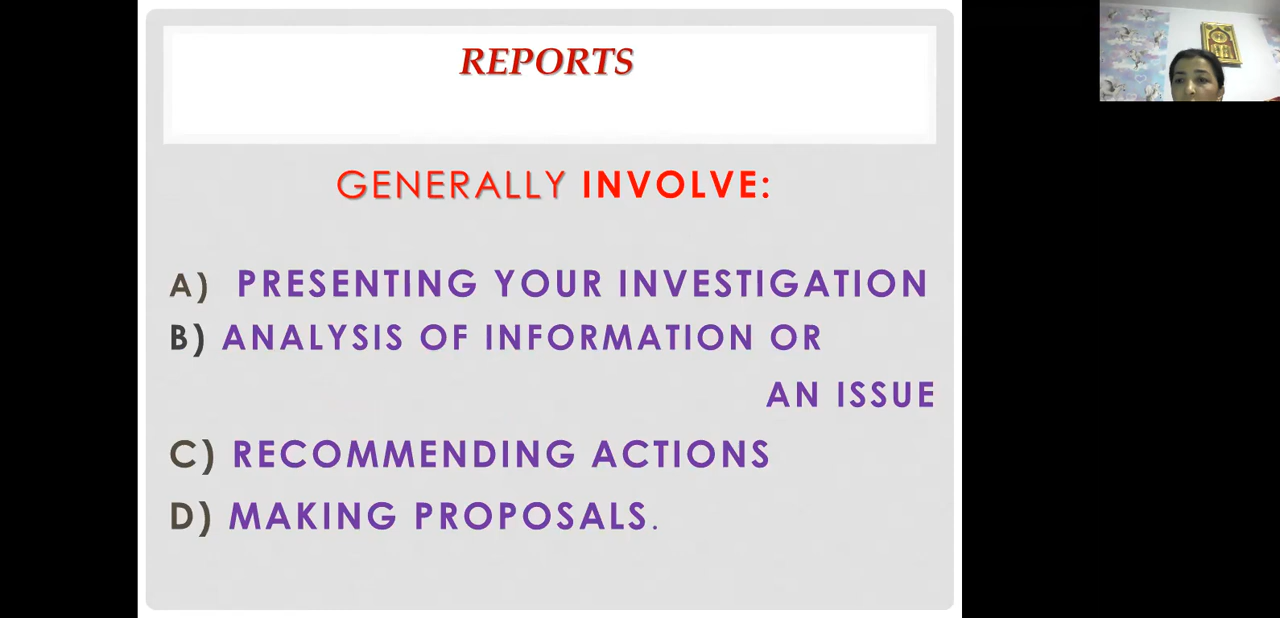 REPORTS
GENERALLY INVOLVE:
A) PRESENTING YOUR INVESTIGATION
B) ANALYSIS OF INFORMATION OR
AN ISSUE
C) RECOMMENDING ACTIONS
D) MAKING PROPOSALS.